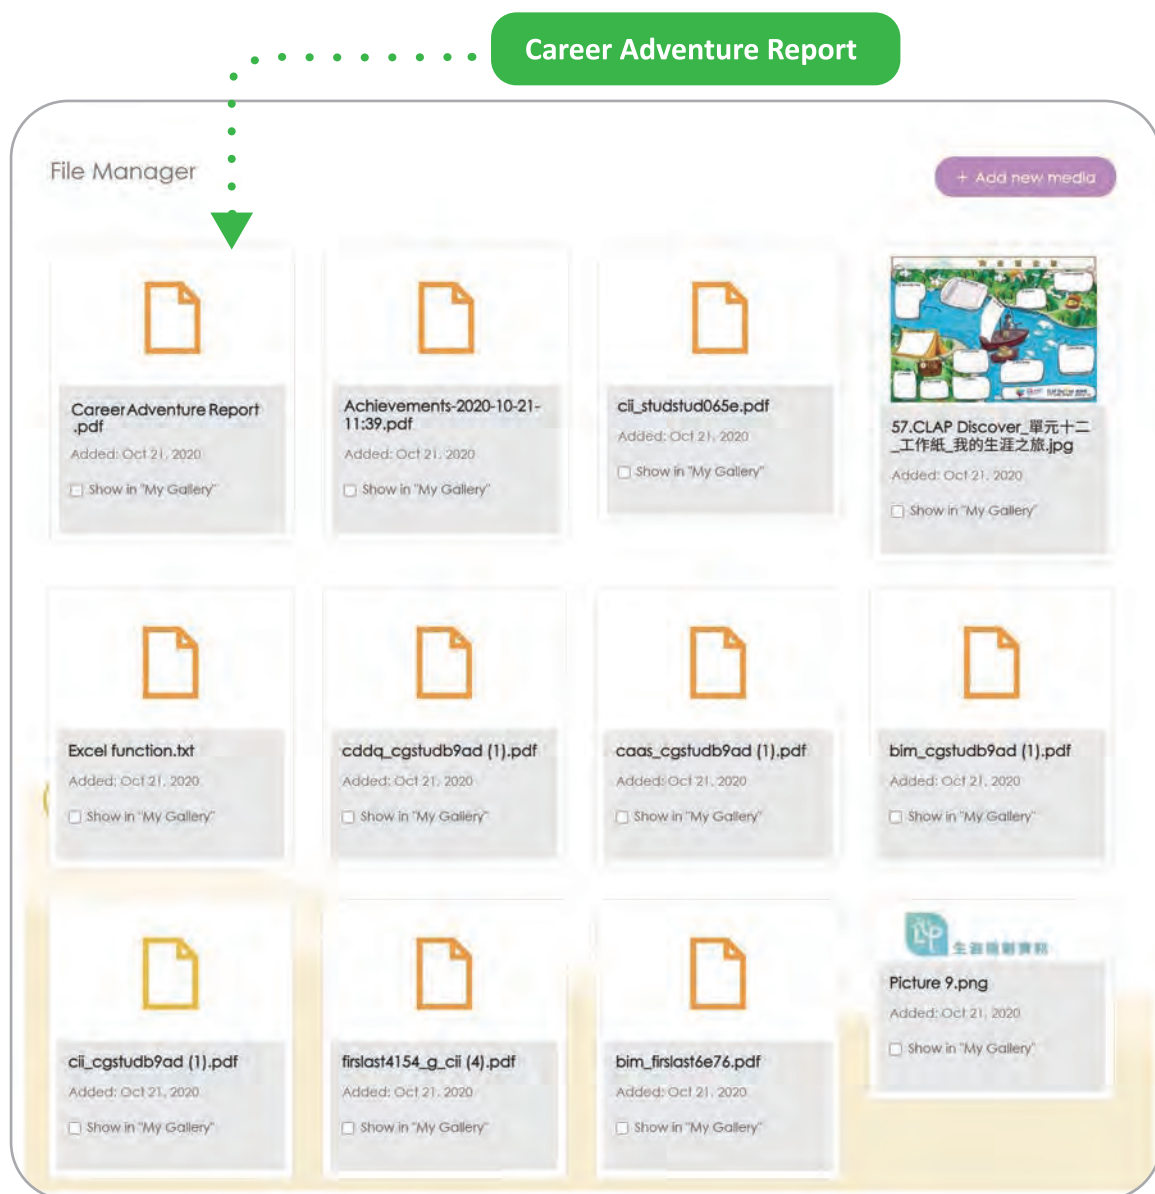 Career Adventure Report
File Manager
+ Add new media
Career Adventure Report
.pdf
Added: Oct 21, 2020
Show in "My Gallery"
Achievements-2020-10-21-
11:39.pdf
Added: Oct 21, 2020
Show in "My Gallery"
cii_studstud065e.pdf
Added: Oct 21, 2020
Show in "My Gallery"
57.CLAP Discover_單元十二
_工作紙_我的生涯之旅.jpg
Added: Oct 21, 2020
Show in "My Gallery"
Excel function.txt
Added: Oct 21, 2020
Show in "My Gallery"
cddq_cgstudb9ad (1).pdf
Added: Oct 21, 2020
Show in "My Gallery"
caas_cgstudb9ad (1).pdf
Added: Oct 21, 2020
Show in "My Gallery"
bim_cgstudb9ad (1).pdf
Added: Oct 21, 2020
Show in "My Gallery"
cii_cgstudb9ad (1).pdf
Added: Oct 21, 2020
Show in "My Gallery"
firslast4154_g_cii (4).pdf
Added: Oct 21, 2020
Show in "My Gallery"
bim_firslast6e76.pdf
Added: Oct 21, 2020
Show in "My Gallery"
生涯規劃資訊
Picture 9.png
Added: Oct 21, 2020
Show in "My Gallery"